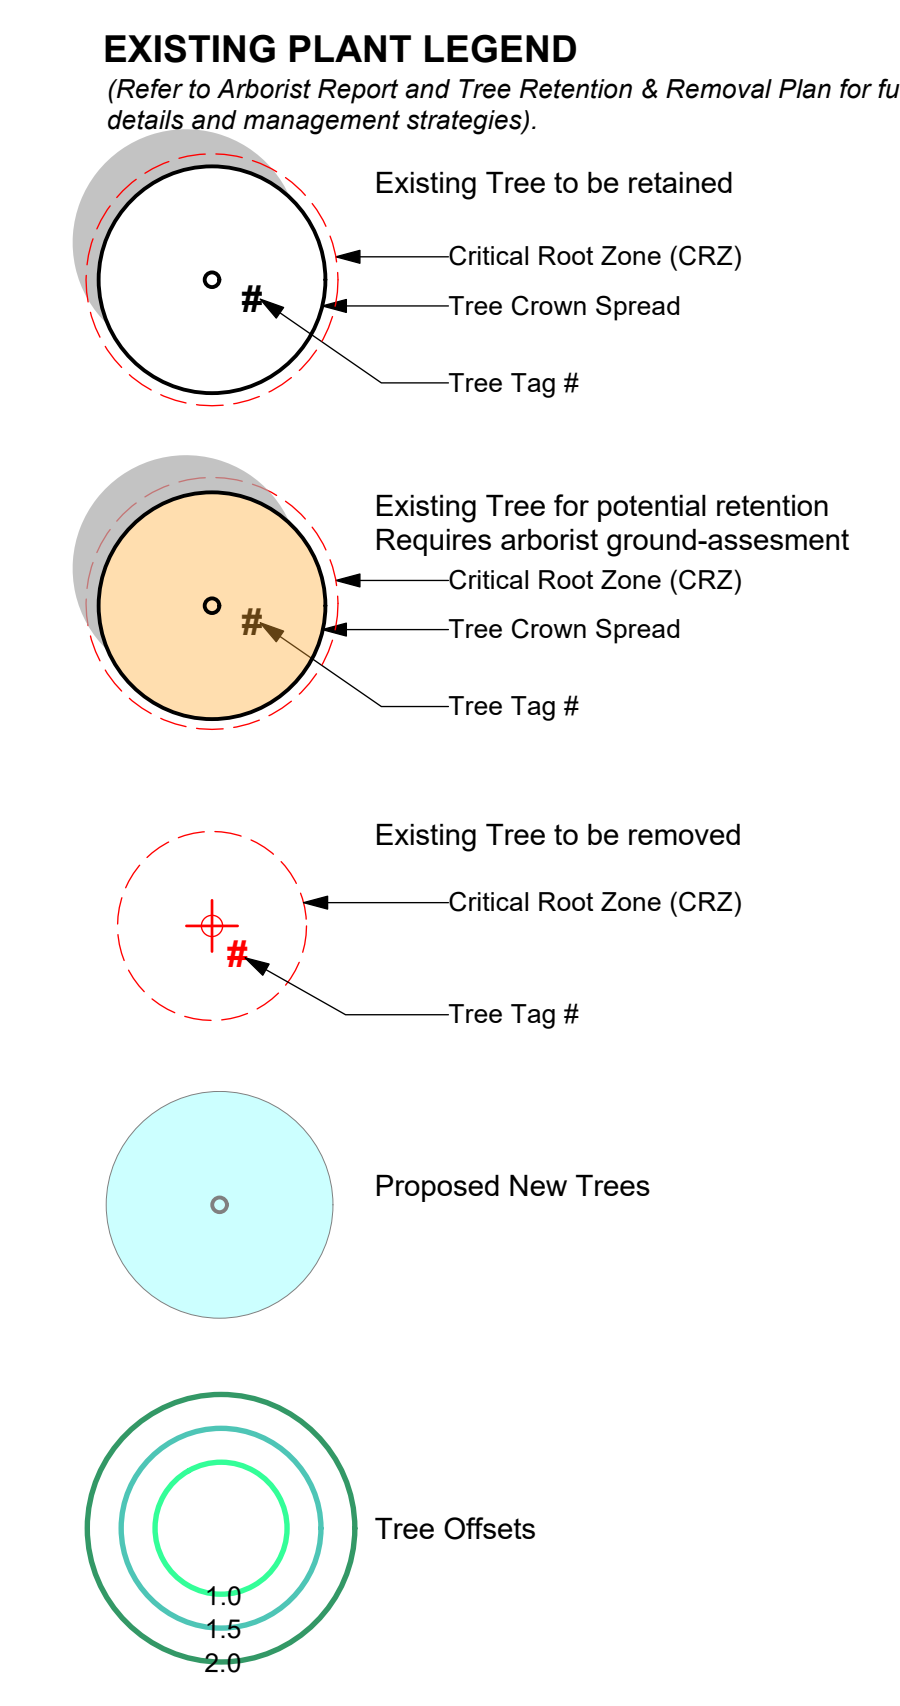 EXISTING PLANT LEGEND
(Refer to Arborist Report and Tree Retention & Removal Plan for fu
details and management strategies).
Existing Tree to be retained
Critical Root Zone (CRZ)
#
Tree Crown Spread
Tree Tag #
Existing Tree for potential retention
Requires arborist ground-assesment
Critical Root Zone (CRZ)
#
Tree Crown Spread
Tree Tag #
Existing Tree to be removed
Critical Root Zone (CRZ)
#
Tree Tag #
Proposed New Trees
Tree Offsets
1.0
1.5
2.0